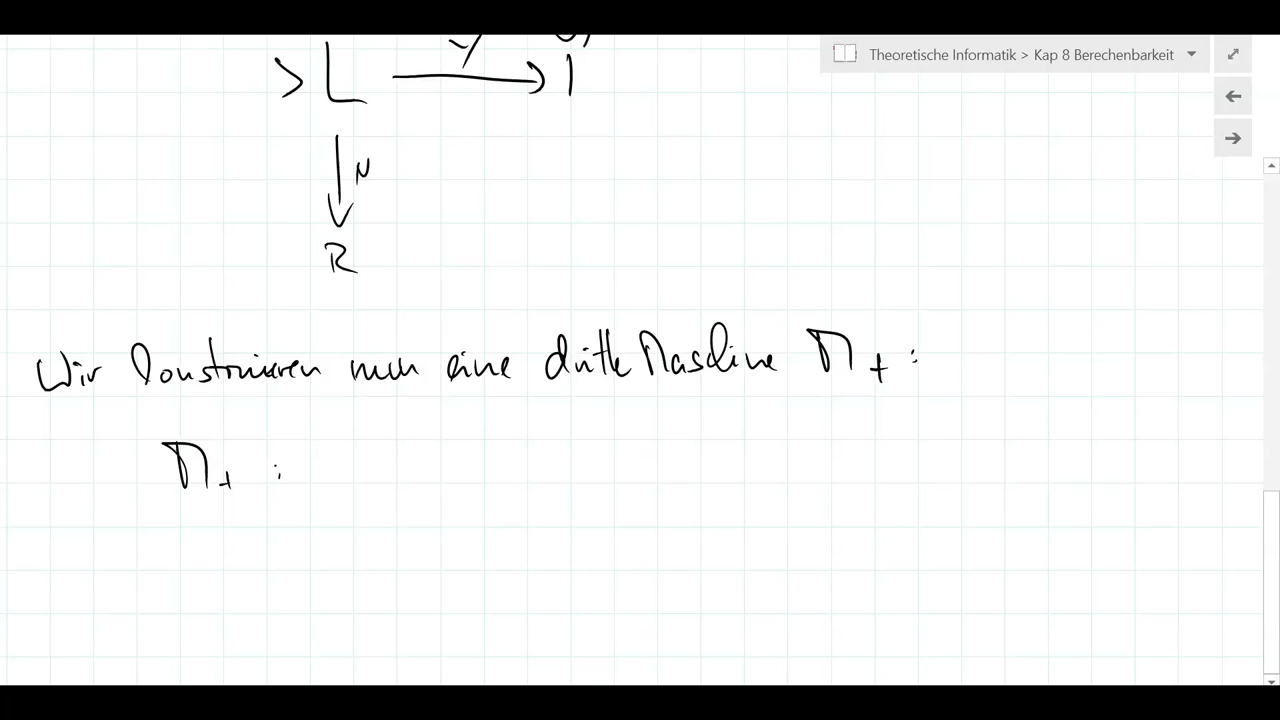 Theoretische Informatik > Kap 8 Berechenbarkeit
> L y 1
N
R
Wir konstruieren nun eine dritte Maschine M+ :
M+ :